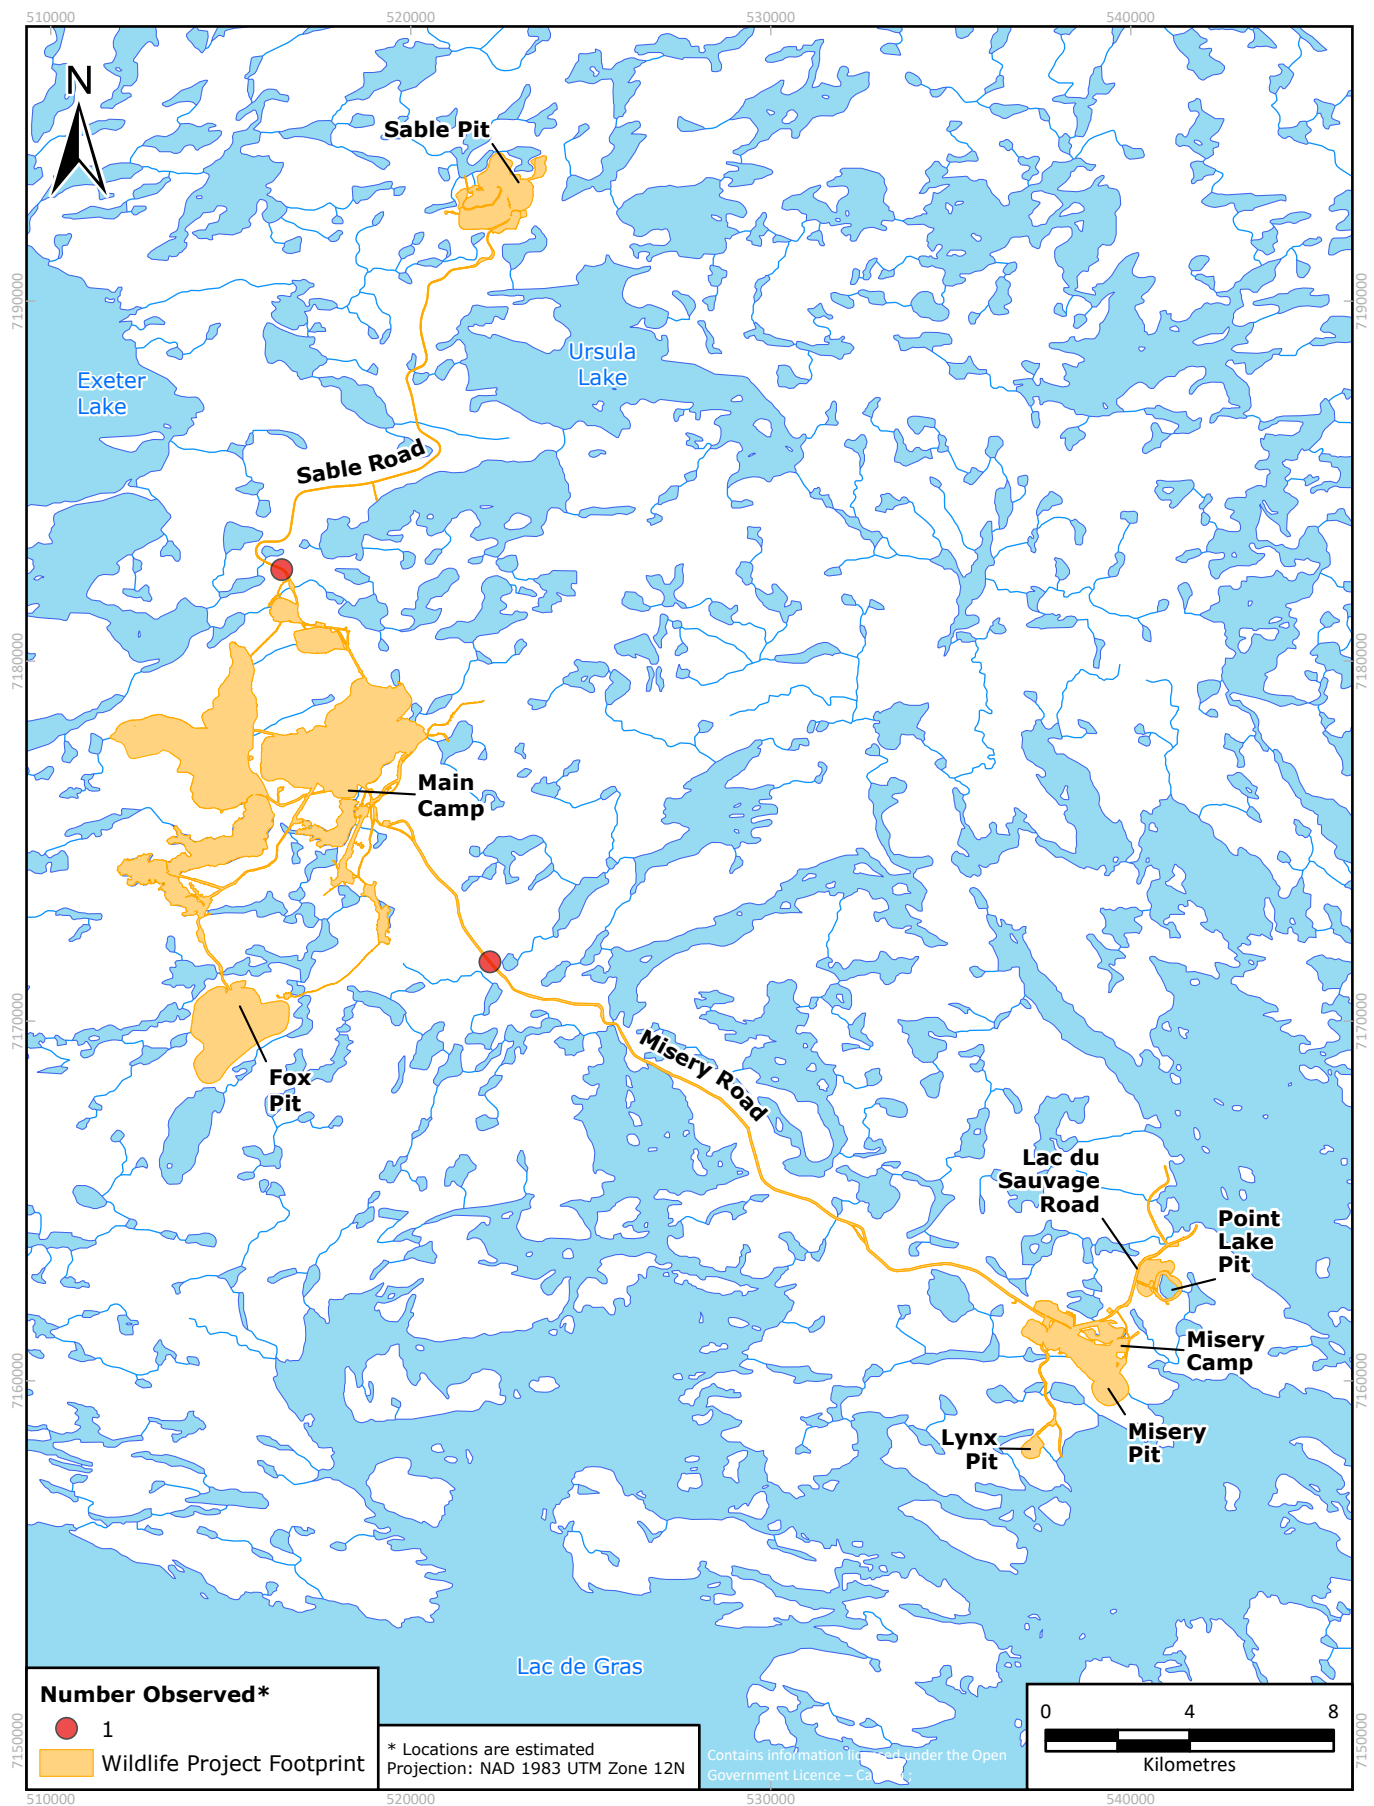 510000
520000
530000
540000
N
Sable Pit
7190000
7190000
Ursula
Lake
Exeter
Lake
Sable Road
7180000
7180000
Main
Camp
7170000
7170000
Misery Road
Fox
Pit
Lac du
Sauvage
Road
Point
Lake
Pit
Misery
Camp
7160000
7160000
Misery
Pit
Lynx
Pit
Lac de Gras
Number Observed*
1
Wildlife Project Footprint
* Locations are estimated
Projection: NAD 1983 UTM Zone 12N
Contains information licensed under the Open
Government Licence –
0 4 8
Kilometres
7150000
7150000
510000
520000
530000
540000